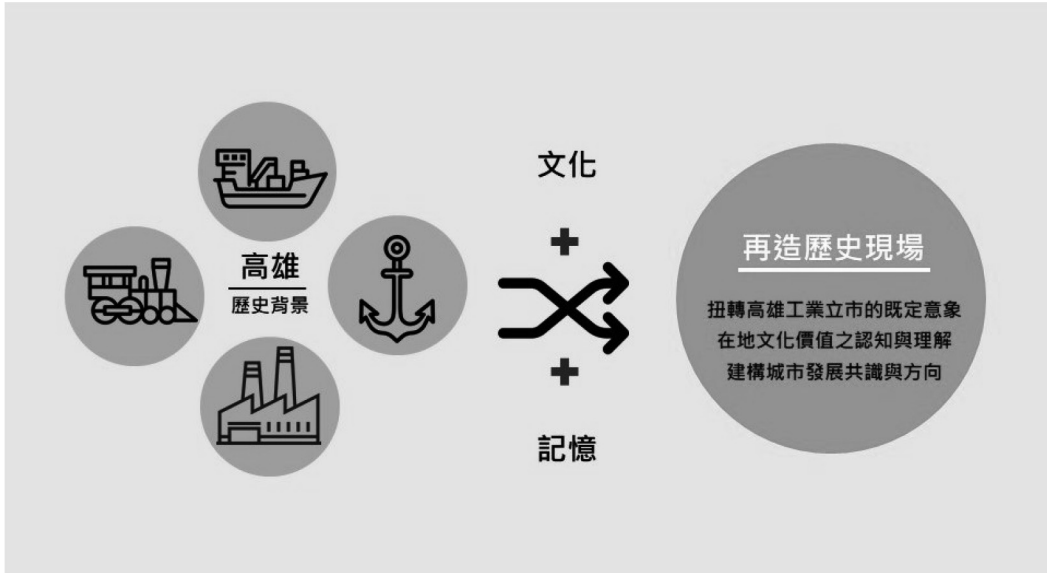 高雄
歷史背景
文化
記憶
再造歷史現場
扭轉高雄工業立市的既定意象
在地文化價值之認知與理解
建構城市發展共識與方向